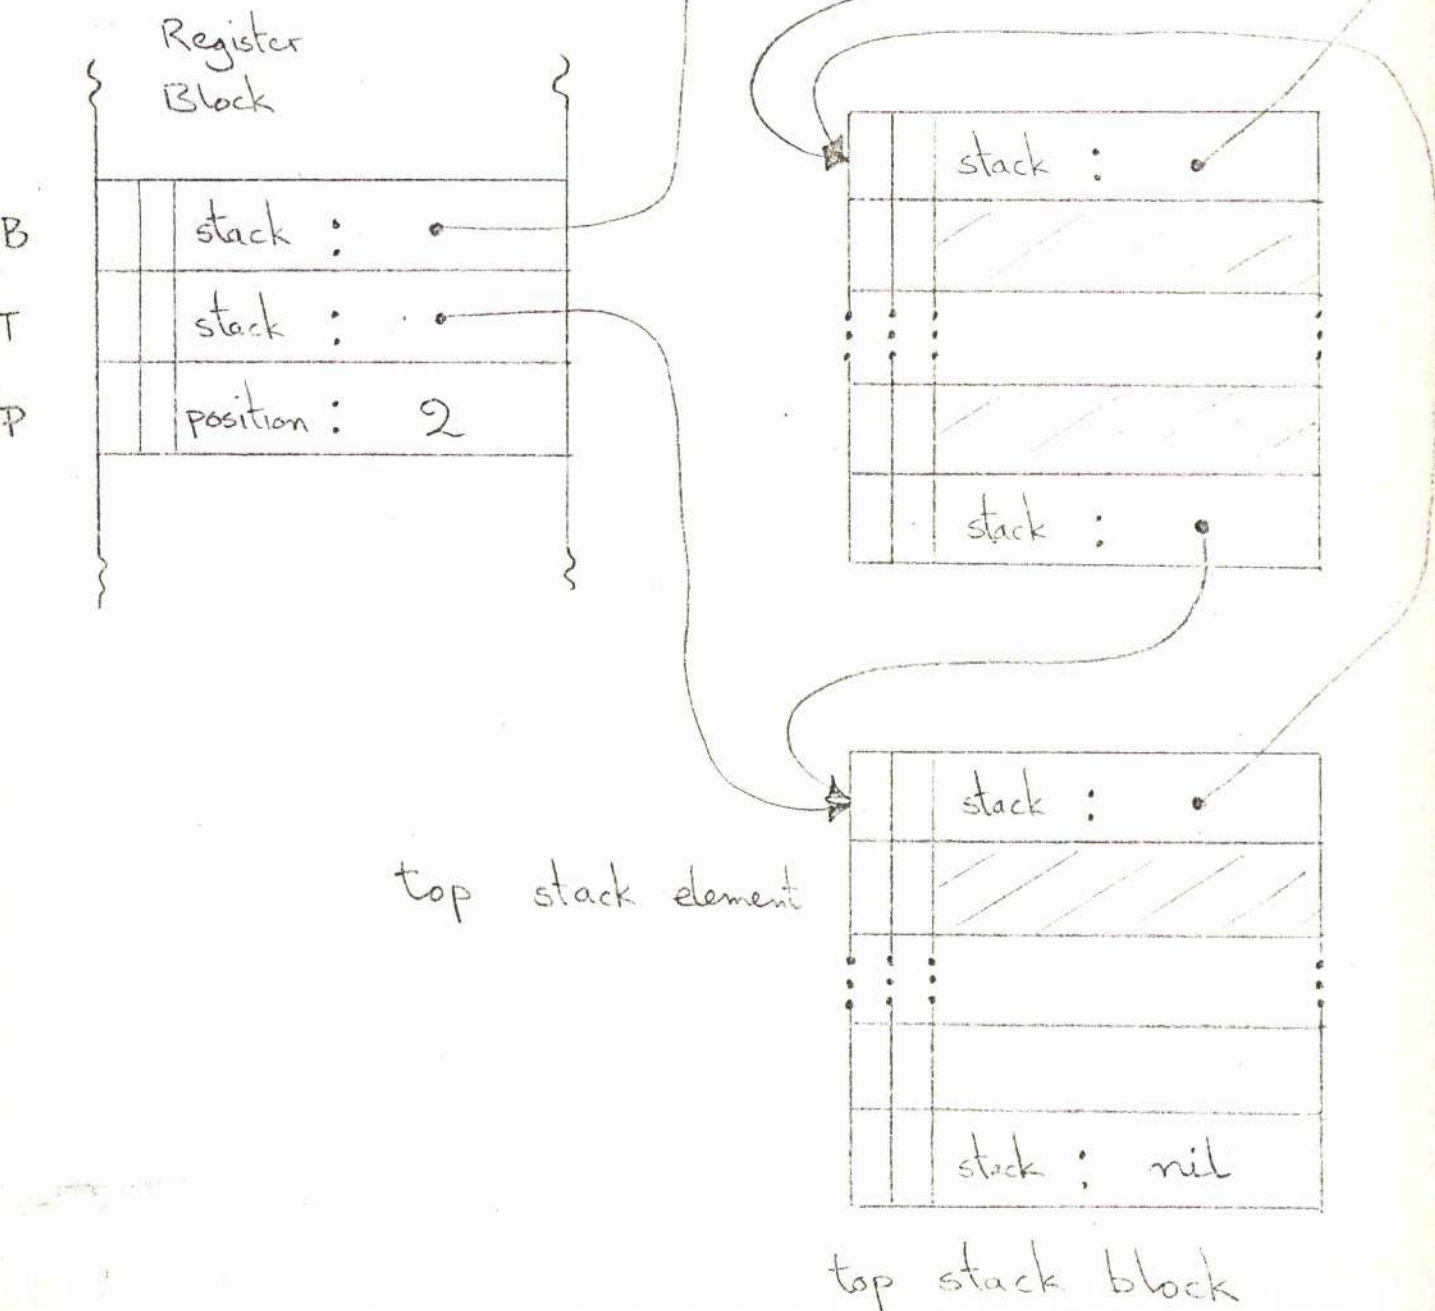 Register
Block
B stack :
T stack :
P position : 2
stack :
stack :
stack :
top stack element
stack : nil
top stack block